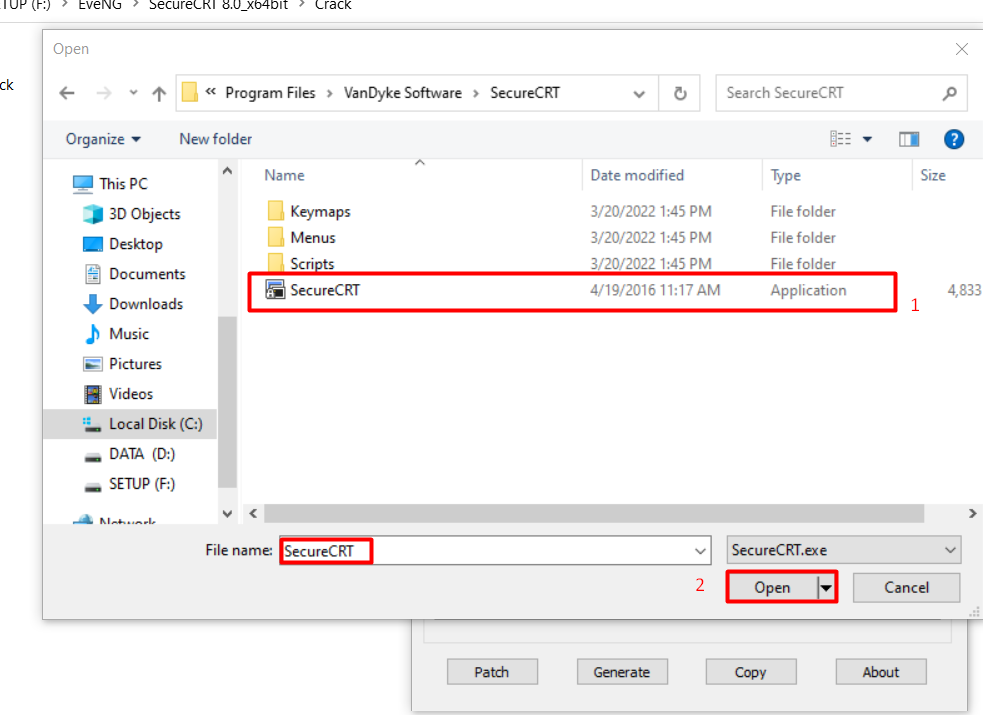 TUP (F:) > EveNG > SecureCRT 8.0_x64bit > Crack
Open
ck
« Program Files > VanDyke Software > SecureCRT
Search SecureCRT
Organize
New folder
?
Name Date modified Type Size
This PC
3D Objects
Desktop
Documents
Downloads
Music
Pictures
Videos
Local Disk (C:)
DATA (D:)
SETUP (F:)
Network
Keymaps 3/20/2022 1:45 PM File folder
Menus 3/20/2022 1:45 PM File folder
Scripts 3/20/2022 1:45 PM File folder
SecureCRT 4/19/2016 11:17 AM Application 4,833
1
File name: SecureCRT SecureCRT.exe
2 Open Cancel
Patch Generate Copy About